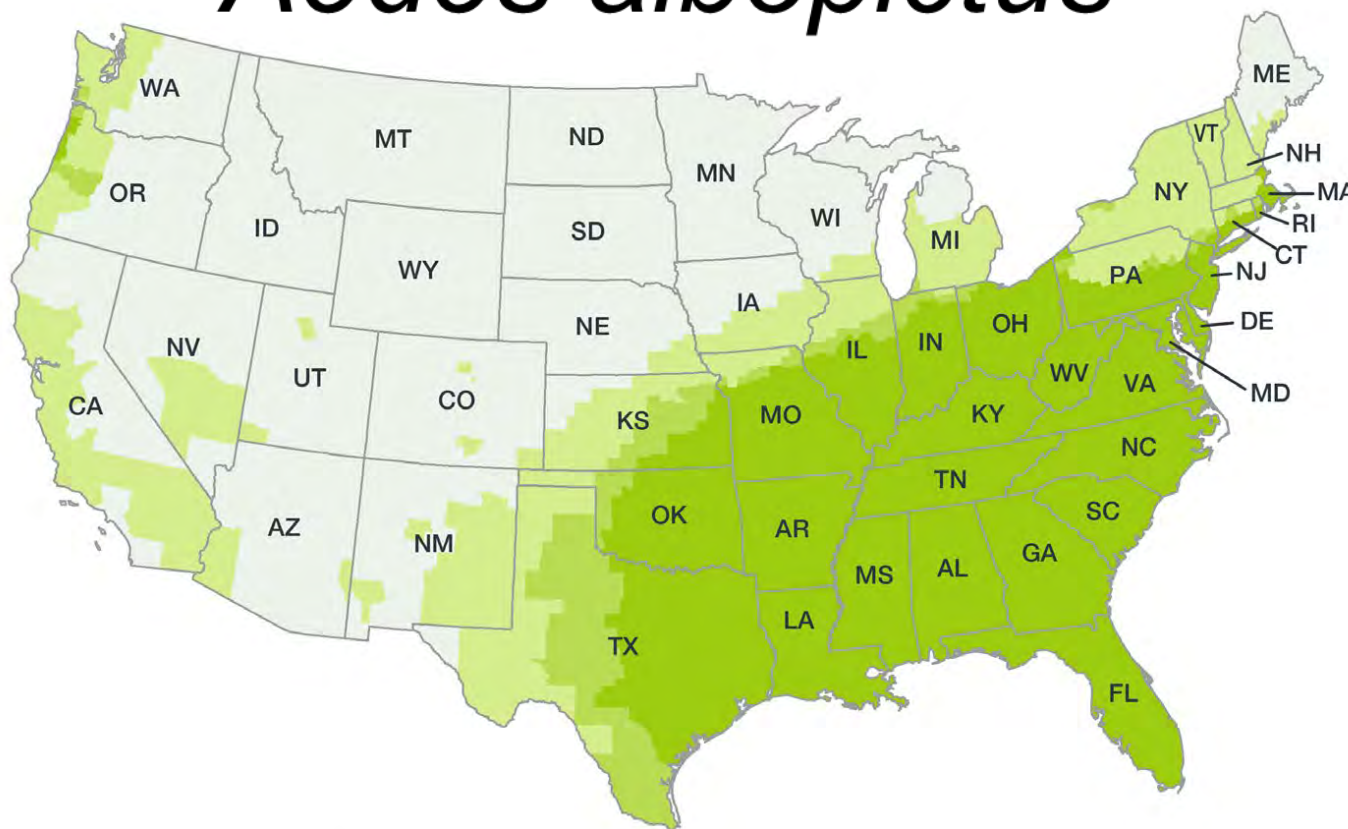 Aedes albopictus
ME
WA
VT
MT
ND
NH
MN
OR
NY
MA
WI
SD
RI
ID
MI
CT
WY
PA
NJ
IA
NE
OH
DE
NV
IL
IN
UT
WV
VA
MD
CO
CA
KS
MO
KY
NC
TN
OK
SC
AZ
AR
NM
GA
MS
AL
LA
TX
FL